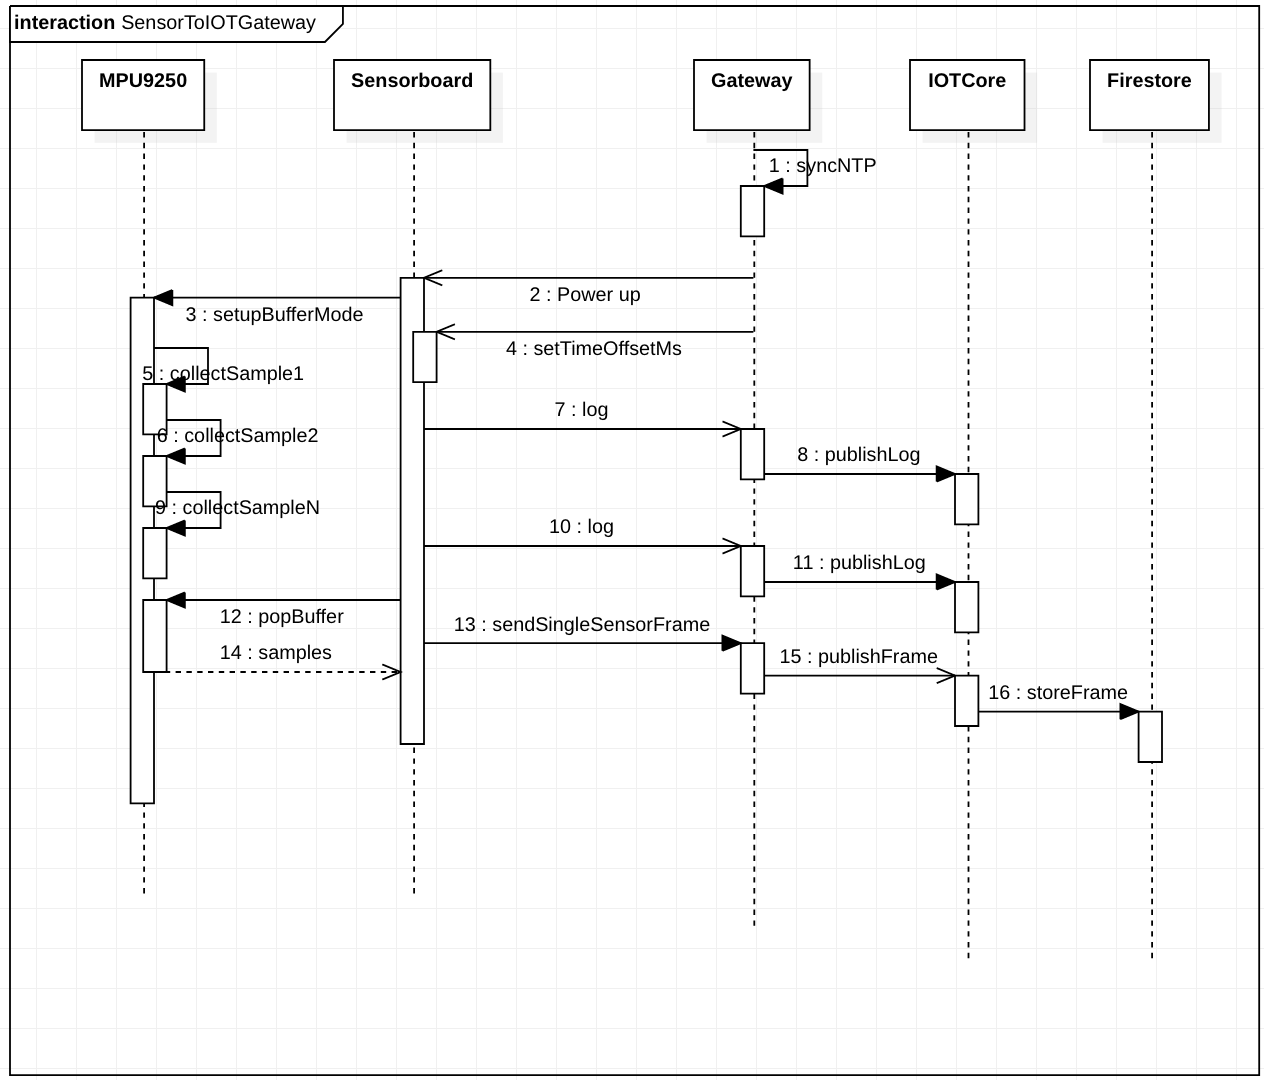 interaction SensorToIOTGateway
MPU9250
Sensorboard
Gateway
IOTCore
Firestore
1 : syncNTP
2 : Power up
3 : setupBufferMode
4 : setTimeOffsetMs
5 : collectSample1
7 : log
6 : collectSample2
8 : publishLog
9 : collectSampleN
10 : log
11 : publishLog
12 : popBuffer
13 : sendSingleSensorFrame
14 : samples
15 : publishFrame
16 : storeFrame